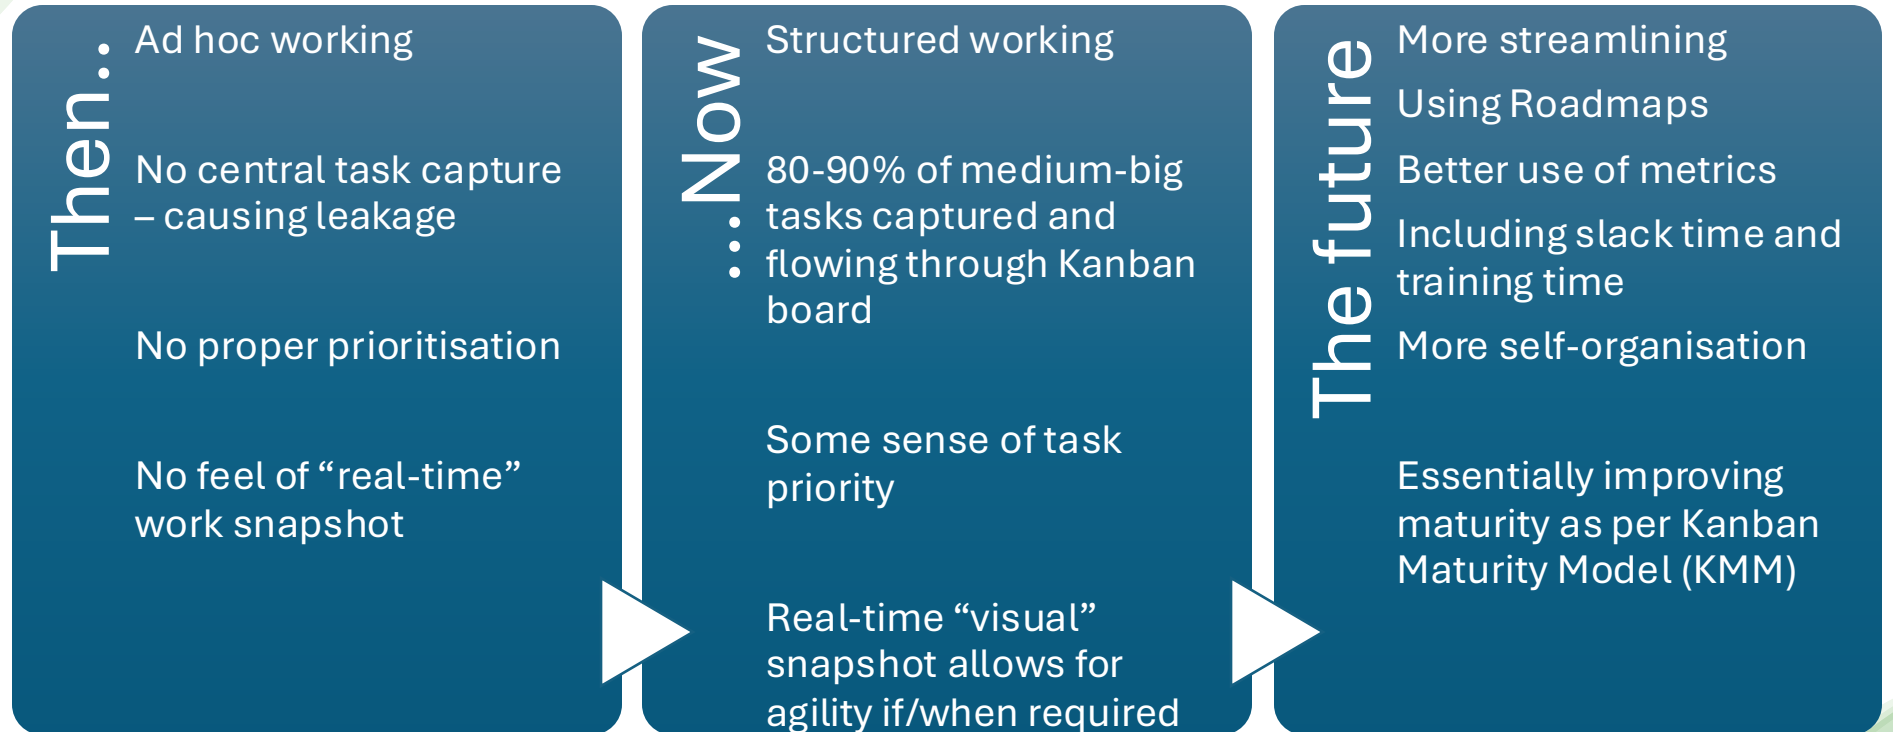 Then..
Ad hoc working
No central task capture
– causing leakage
No proper prioritisation
No feel of “real-time”
work snapshot
...Now
Structured working
80-90% of medium-big
tasks captured and
flowing through Kanban
board
Some sense of task
priority
Real-time “visual”
snapshot allows for
agility if/when required
The future
More streamlining
Using Roadmaps
Better use of metrics
Including slack time and
training time
More self-organisation
Essentially improving
maturity as per Kanban
Maturity Model (KMM)